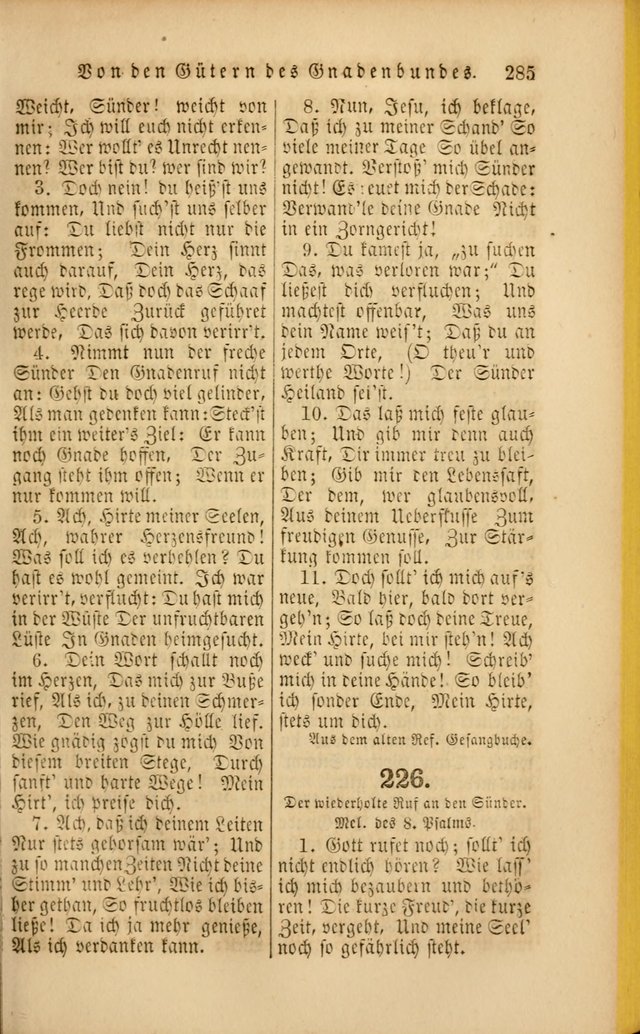 Von den Gütern des Gnadenbundes. 285
Weicht, Sünder! weicht von
mir; Ich will euch nicht erken-
nen: Wer wollt' es Unrecht nen-
nen? Wer bist du? wer sind wir?
3. Doch nein! du heiß'st uns
kommen, Und such'st uns selber
auf: Du liebst nicht nur die
Frommen; Dein Herz sinnt
auch darauf, Dein Herz, das
rege wird, Daß doch das Schaaf
zur Heerde Zurück geführet
werde, Das sich davon verirr't.
4. Nimmt nun der freche
Sünder Den Gnadenruf nicht
an: Gehst du doch viel gelinder,
Als man gedenken kann: Steck'st
ihm ein weiter's Ziel: Er kann
noch Gnade hoffen, Der Zu-
gang steht ihm offen; Wenn er
nur kommen will.
5. Ach, Hirte meiner Seelen,
Ach, wahrer Herzensfreund!
Was soll ich es verhehlen? Du
hast es wohl gemeint. Ich war
verirr't, verflucht: Du hast mich
in der Wüste Der unfruchtbaren
Lüste In Gnaden heimgesucht.
6. Dein Wort schallt noch
im Herzen, Das mich zur Buße
rief, Als ich, zu deinen Schmer-
zen, Den Weg zur Hölle lief.
Wie gnädig zogst du mich Von
diesem breiten Stege, Durch
sanft' und harte Wege! Mein
Hirt', ich preise dich.
7. Ach, daß ich deinem Leiten
Nur stets gehorsam wär'; Und
zu so manchen Zeiten Nicht deine
Stimm' und Lehr', Wie ich bis-
her gethan, So fruchtlos bleiben
ließe! Da ich ja mehr genieße,
Als ich verdanken kann.
8. Nun, Jesu, ich beklage,
Daß ich zu meiner Schand' So
viele meiner Tage So übel an-
gewandt. Verstoß' mich Sünder
nicht! Es euet mich der Schade:
Verwand'le deine Gnade Nicht
in ein Zorngericht!
9. Du kamest ja, „zu suchen
Das, was verloren war;“ Du
ließest dich verfluchen; Und
machtest offenbar, Was uns
dein Name weis't; Daß du an
jedem Orte, (O theu'r und
werthe Worte!) Der Sünder
Heiland sei'st.
10. Das laß mich feste glau-
ben; Und gib mir denn auch
Kraft, Dir immer treu zu blei-
ben; Gib mir den Lebenssaft,
Der dem, wer glaubensvoll,
Aus deinem Ueberflusse Zum
freudigen Genusse, Zur Stär-
kung kommen soll.
11. Doch sollt' ich mich auf's
neue, Bald hier, bald dort ver-
geh'n; So laß doch deine Treue,
Mein Hirte, bei mir steh'n! Ach
weck' und suche mich! Schreib'
mich in deine Hände! So bleib'
ich sonder Ende, Mein Hirte,
stets um dich.
Aus dem alten Ref. Gesangbuche.
226.
Der wiederholte Ruf an den Sünder.
Mel. des 8. Psalms.
1. Gott rufet noch; sollt' ich
nicht endlich hören? Wie lass'
ich mich bezaubern und bethö-
ren! Die kurze Freud', die kurze
Zeit, vergeht, Und meine Seel'
noch so gefährlich steht.